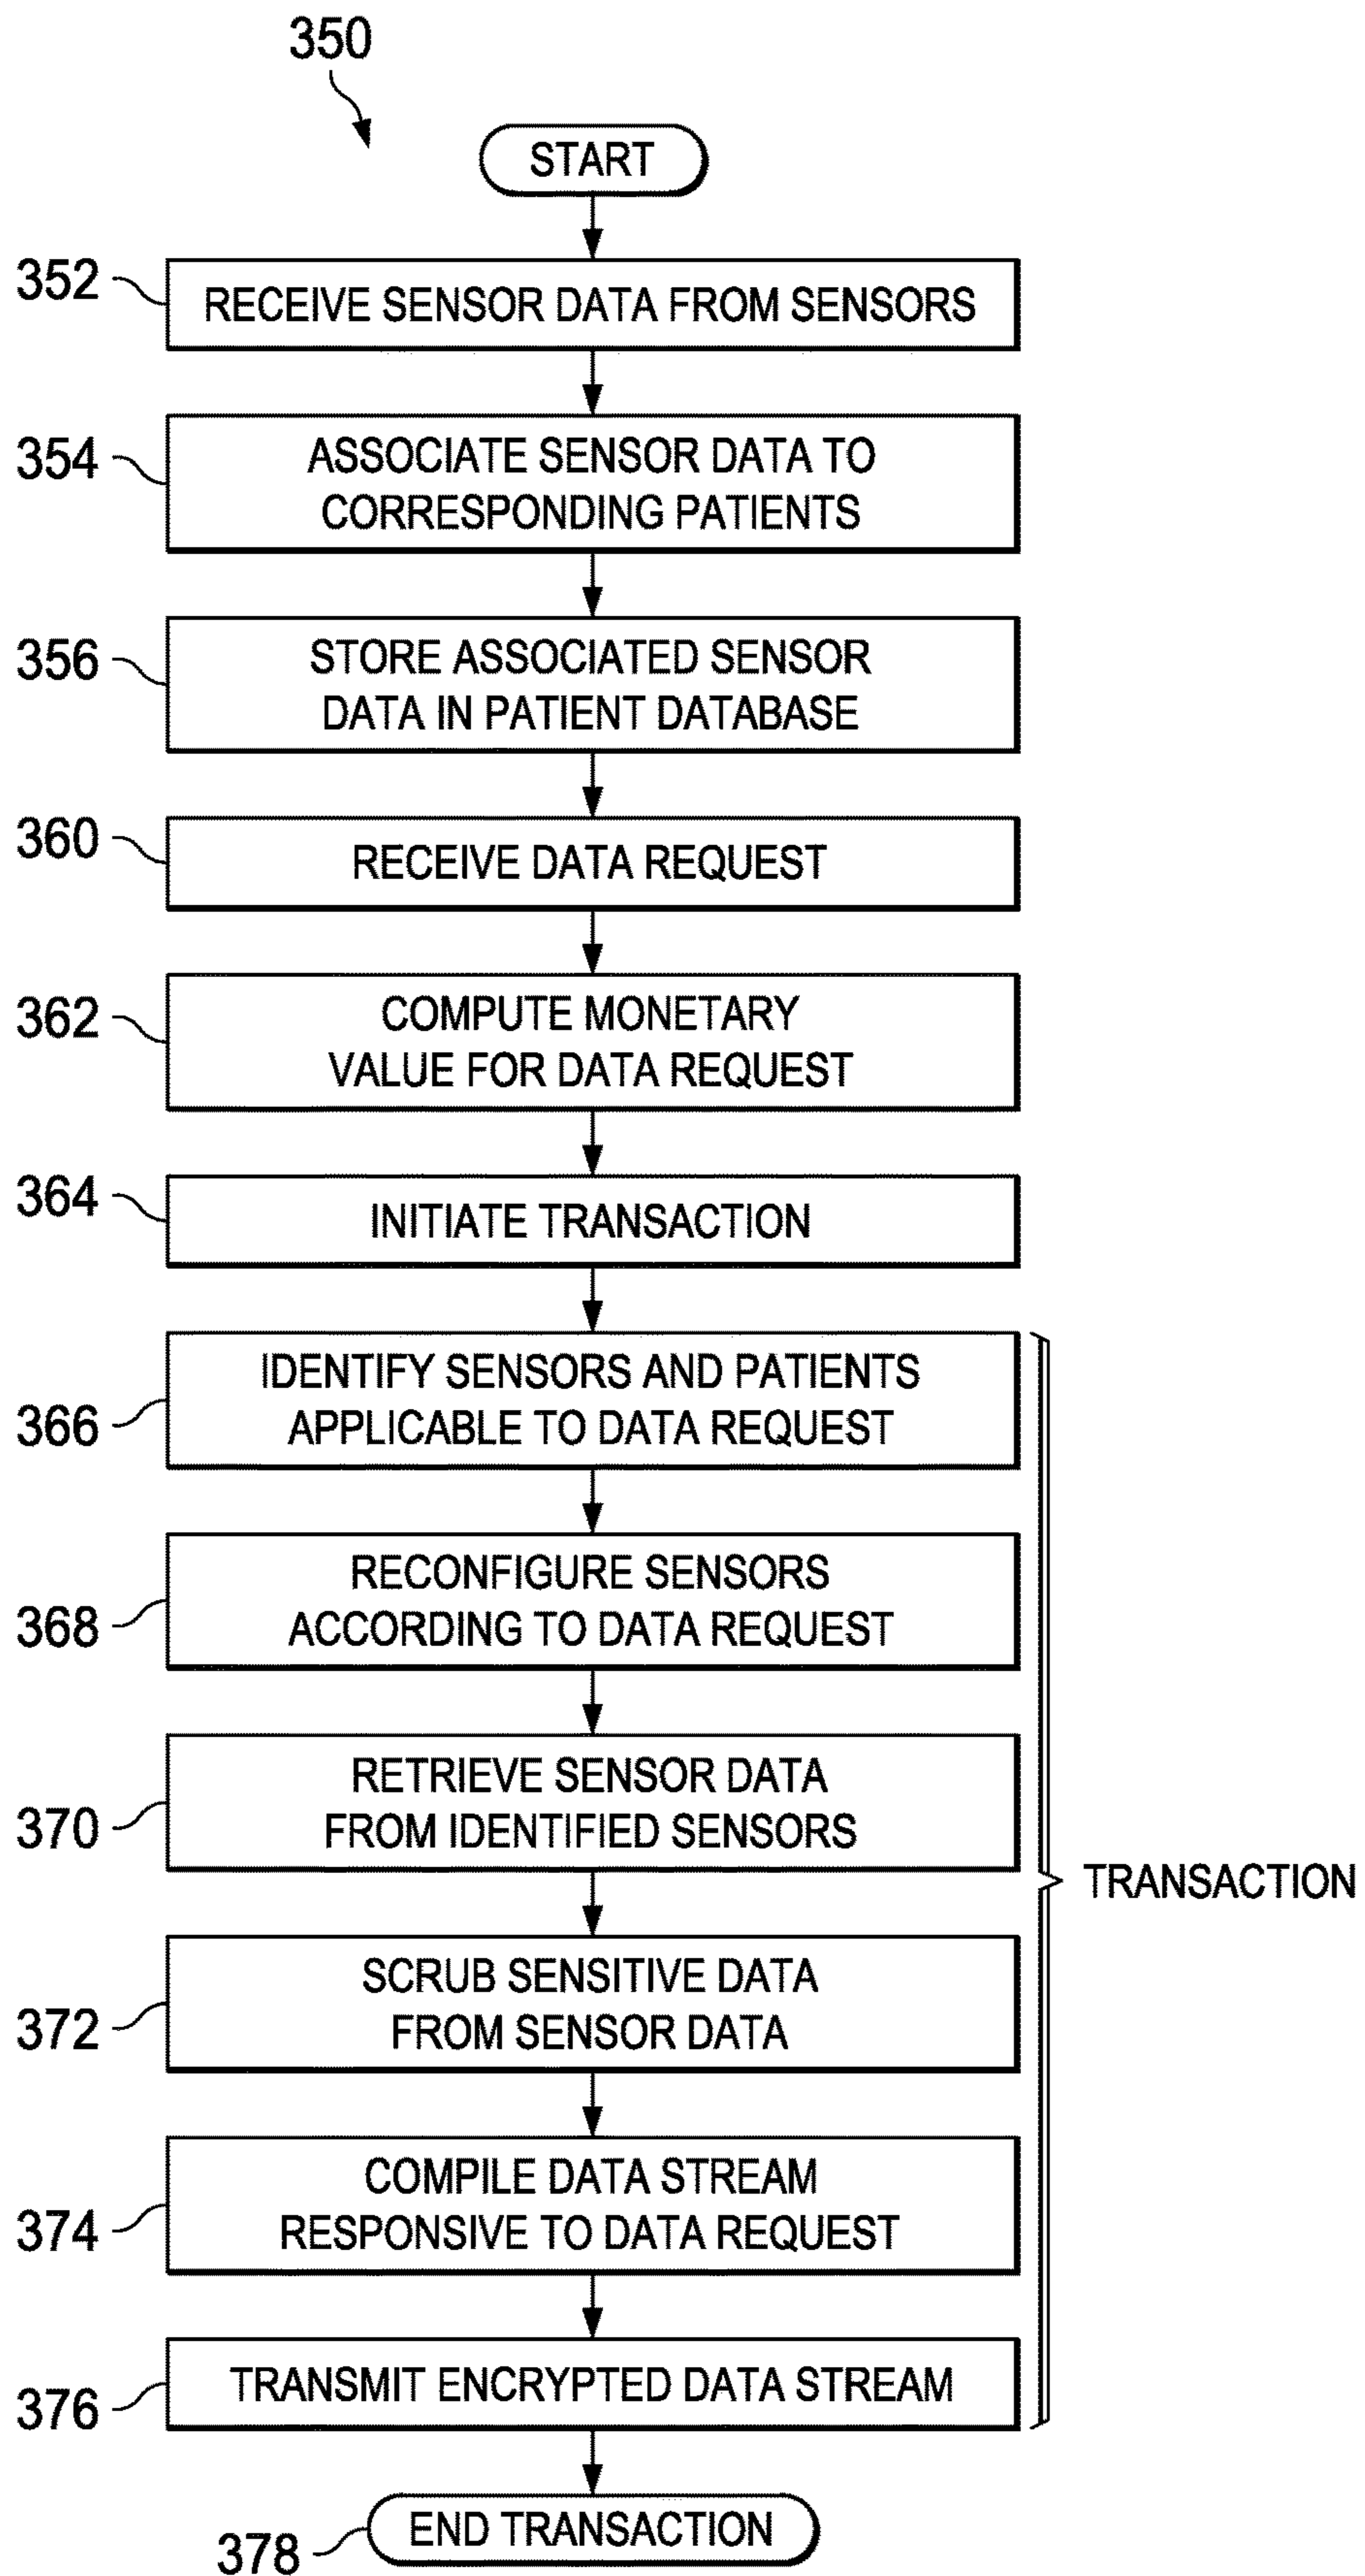 350
START
352
RECEIVE SENSOR DATA FROM SENSORS
354
ASSOCIATE SENSOR DATA TO
CORRESPONDING PATIENTS
356
STORE ASSOCIATED SENSOR
DATA IN PATIENT DATABASE
360
RECEIVE DATA REQUEST
362
COMPUTE MONETARY
VALUE FOR DATA REQUEST
364
INITIATE TRANSACTION
366
IDENTIFY SENSORS AND PATIENTS
APPLICABLE TO DATA REQUEST
368
RECONFIGURE SENSORS
ACCORDING TO DATA REQUEST
370
RETRIEVE SENSOR DATA
FROM IDENTIFIED SENSORS
TRANSACTION
372
SCRUB SENSITIVE DATA
FROM SENSOR DATA
374
COMPILE DATA STREAM
RESPONSIVE TO DATA REQUEST
376
TRANSMIT ENCRYPTED DATA STREAM
378
END TRANSACTION